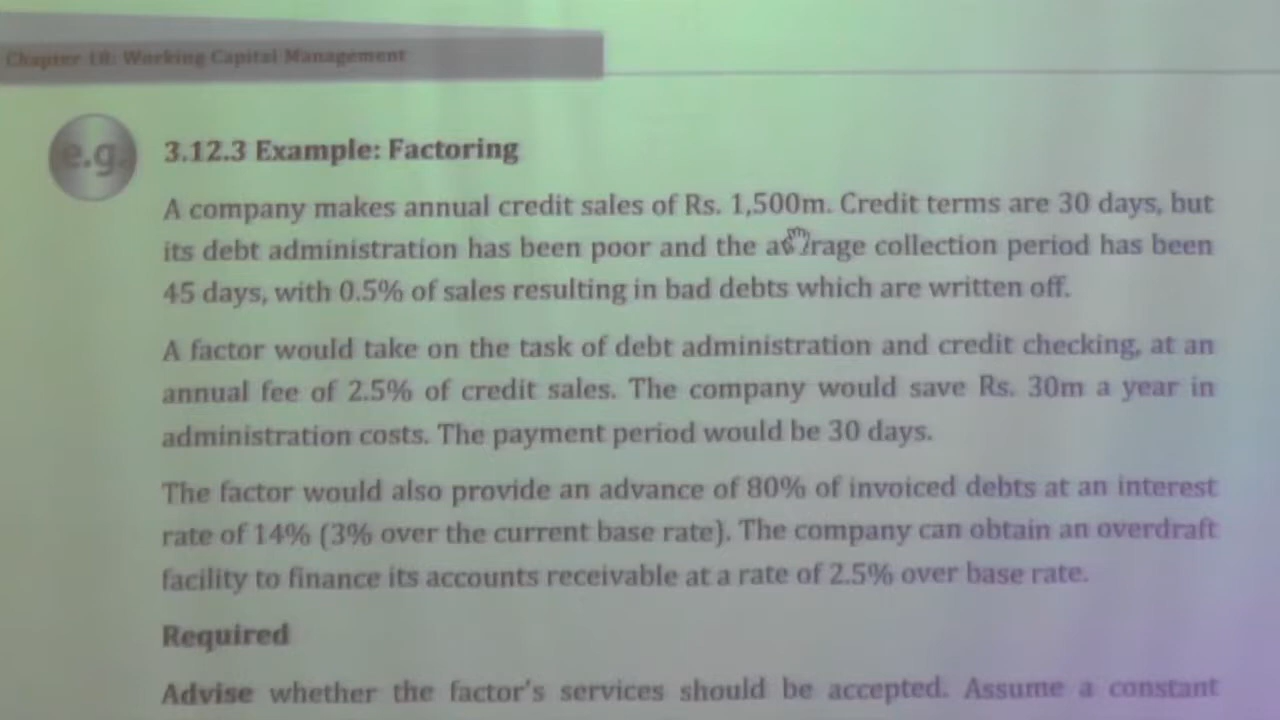 Chapter 18: Working Capital Management
e.g.
3.12.3 Example: Factoring
A company makes annual credit sales of Rs. 1,500m. Credit terms are 30 days, but
its debt administration has been poor and the average collection period has been
45 days, with 0.5% of sales resulting in bad debts which are written off.
A factor would take on the task of debt administration and credit checking, at an
annual fee of 2.5% of credit sales. The company would save Rs. 30m a year in
administration costs. The payment period would be 30 days.
The factor would also provide an advance of 80% of invoiced debts at an interest
rate of 14% (3% over the current base rate). The company can obtain an overdraft
facility to finance its accounts receivable at a rate of 2.5% over base rate.
Required
Advise whether the factor's services should be accepted. Assume a constant